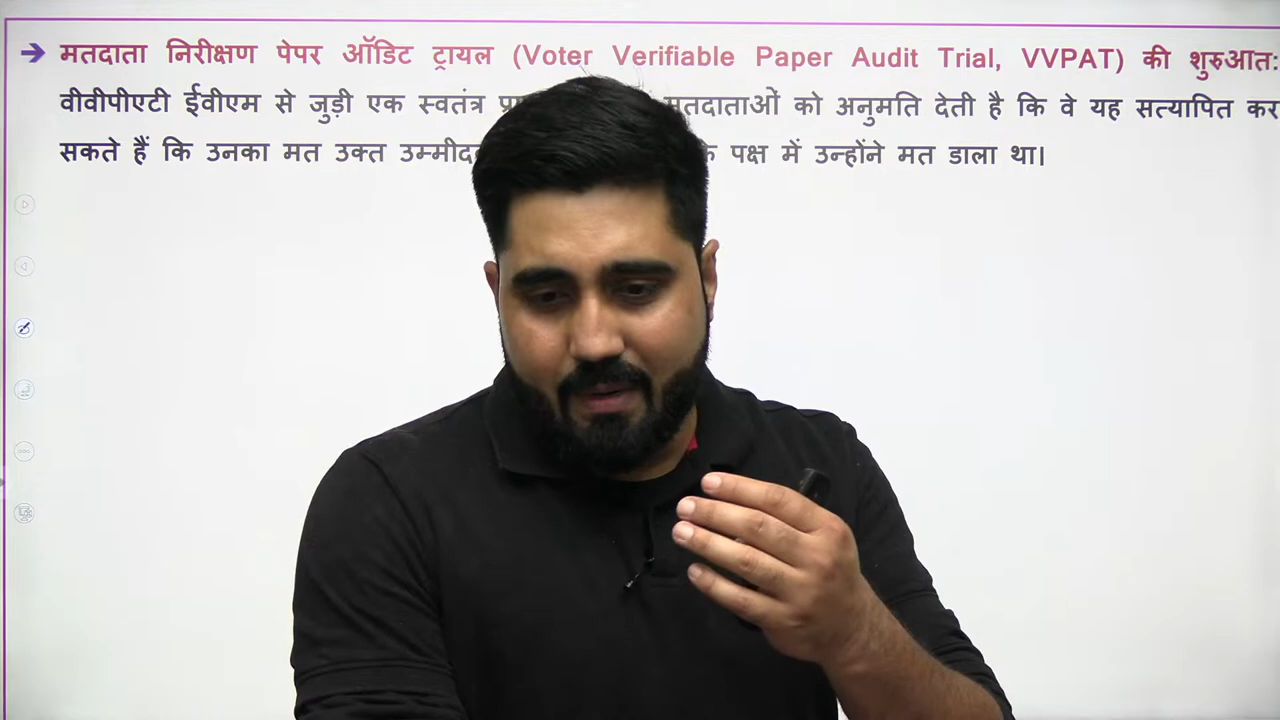 मतदाता निरीक्षण पेपर ऑडिट ट्रायल (Voter Verifiable Paper Audit Trial, VVPAT) की शुरुआत:
वीवीपीएटी ईवीएम से जुड़ी एक स्वतंत्र मतदाताओं को अनुमति देती है कि वे यह सत्यापित कर
सकते हैं कि उनका मत उक्त पक्ष में उन्होंने मत डाला था।